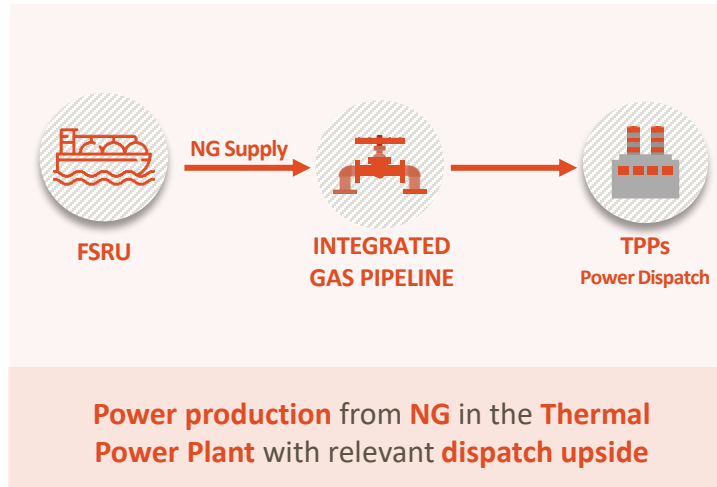 NG Supply
FSRU
INTEGRATED
GAS PIPELINE
TPPs
Power Dispatch
Power production from NG in the Thermal
Power Plant with relevant dispatch upside